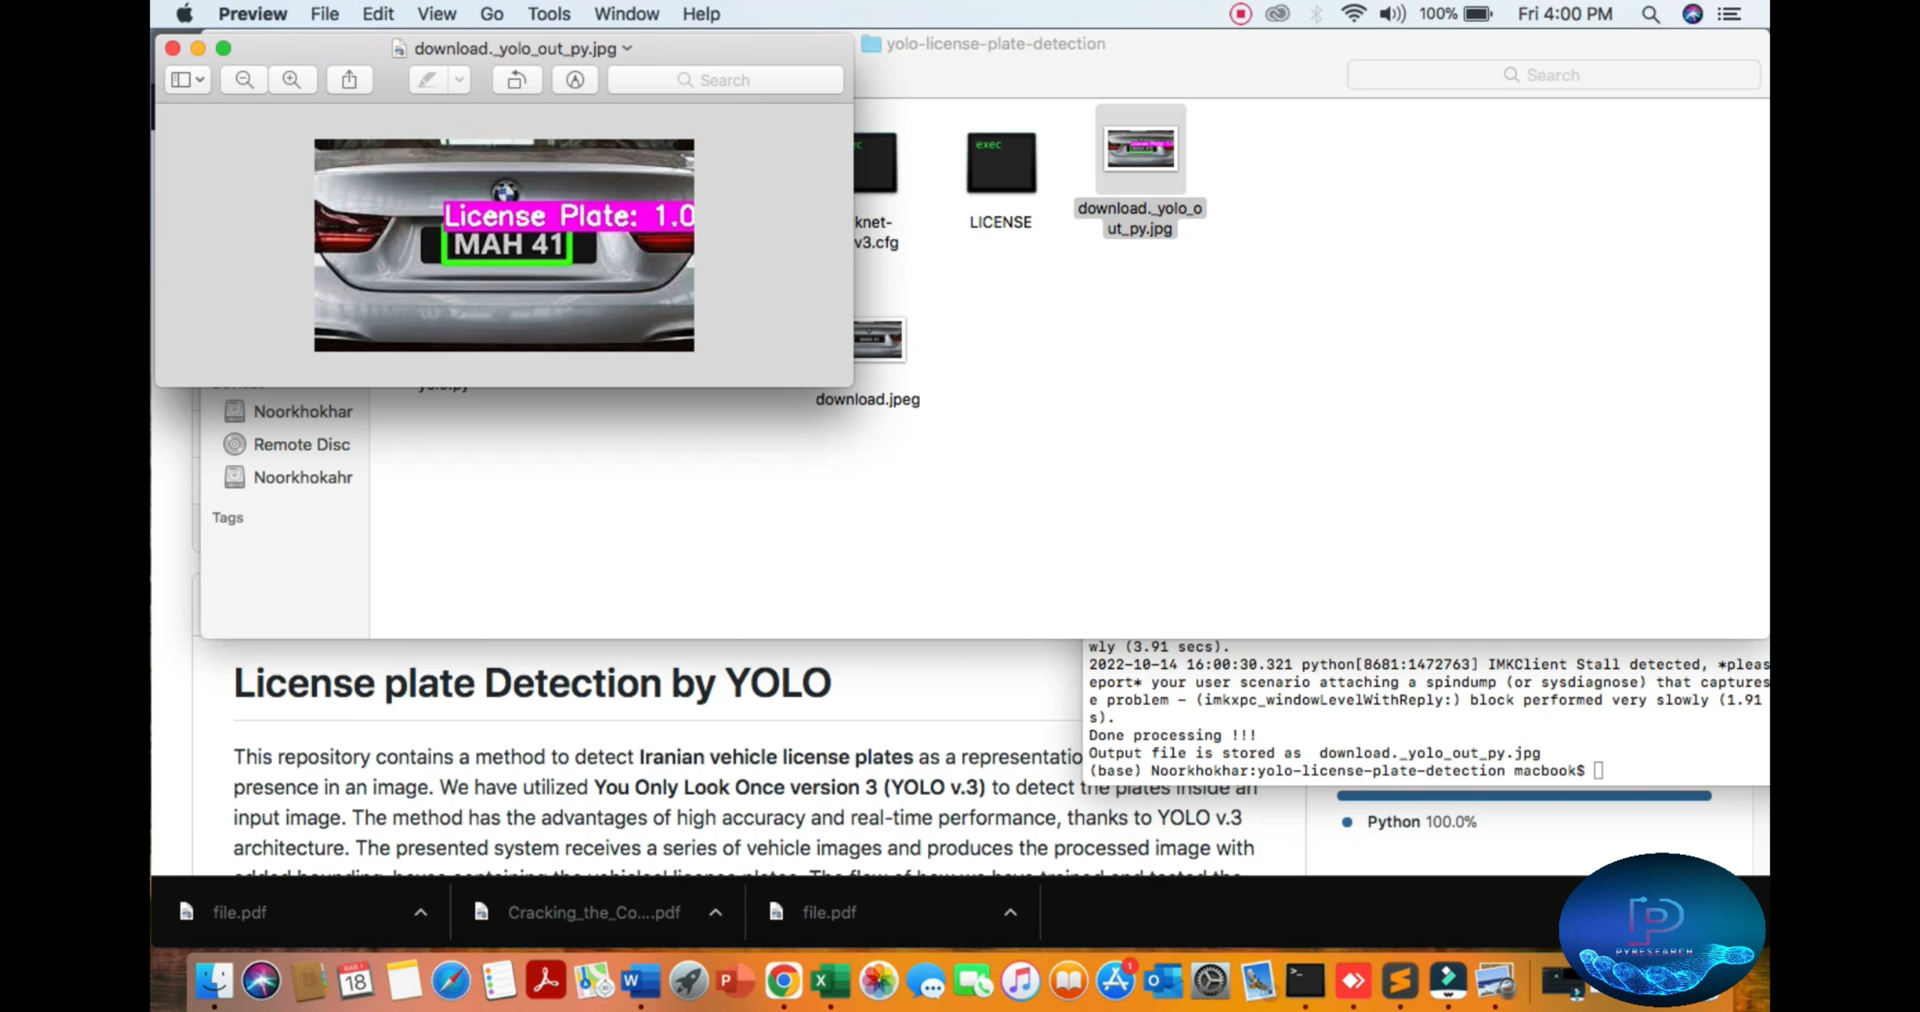 Preview File Edit View Go Tools Window Help
100% Fri 4:00 PM
download._yolo_out_py.jpg
Search
License Plate: 1.0
MAH 41
yolo-license-plate-detection
Search
exec
LICENSE
download._yolo_o
ut_py.jpg
knet-
v3.cfg
download.jpeg
Noorkhokhar
Remote Disc
Noorkhokahr
Tags
License plate Detection by YOLO
This repository contains a method to detect Iranian vehicle license plates as a representatio
presence in an image. We have utilized You Only Look Once version 3 (YOLO v.3) to detect the plates inside an
input image. The method has the advantages of high accuracy and real-time performance, thanks to YOLO v.3
architecture. The presented system receives a series of vehicle images and produces the processed image with
wly (3.91 secs).
2022-10-14 16:00:30.321 python[8681:1472763] IMKClient Stall detected, *pleas
eport* your user scenario attaching a spindump (or sysdiagnose) that captures
e problem - (imkxpc_windowLevelWithReply:) block performed very slowly (1.91
s).
Done processing !!!
Output file is stored as download._yolo_out_py.jpg
(base) Noorkhokhar:yolo-license-plate-detection macbook$
Python 100.0%
file.pdf
Cracking_the_Co....pdf
file.pdf
18
PYRESEARCH